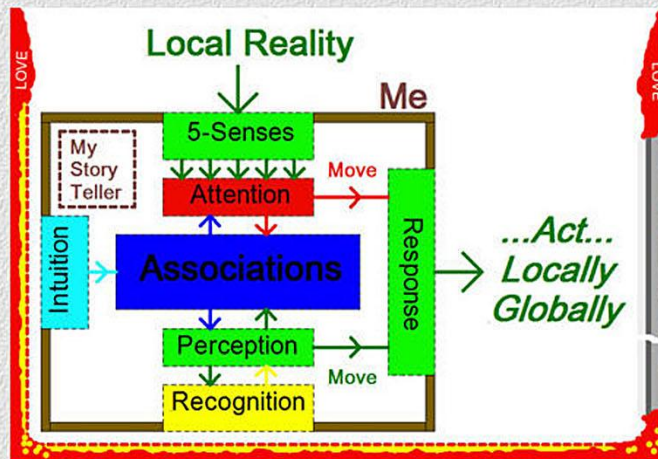 LOVE
LOVE
Local Reality
Me
5-Senses
My
Story
Teller
Move
Attention
Intuition
Associations
Response
...Act...
Locally
Globally
Perception
Move
Recognition